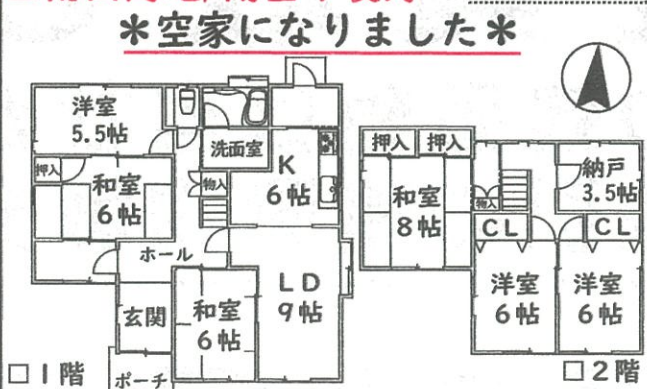 ＊空家になりました＊
洋室
5.5帖
押入
和室
6帖
洗面室
物入
K
6帖
ホール
玄関
和室
6帖
LD
9帖
□1階
ポーチ
押入
押入
和室
8帖
物入
納戸
3.5帖
CL
CL
洋室
6帖
洋室
6帖
□2階